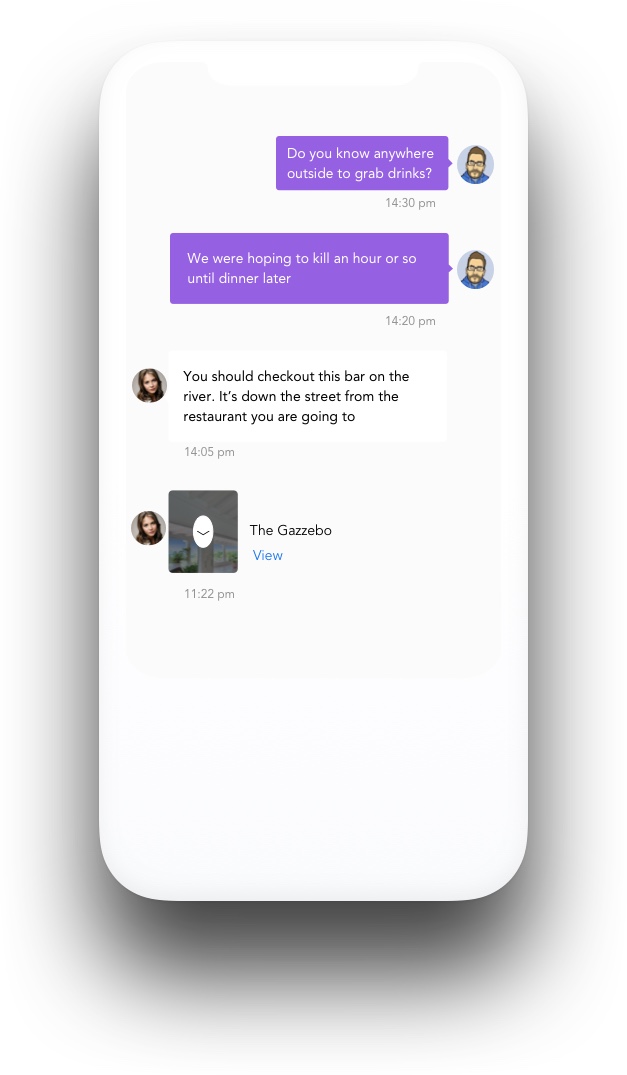 Do you know anywhere
outside to grab drinks?
14:30 pm
We were hoping to kill an hour or so
until dinner later
14:20 pm
You should checkout this bar on the
river. It’s down the street from the
restaurant you are going to
14:05 pm
The Gazzebo
View
11:22 pm